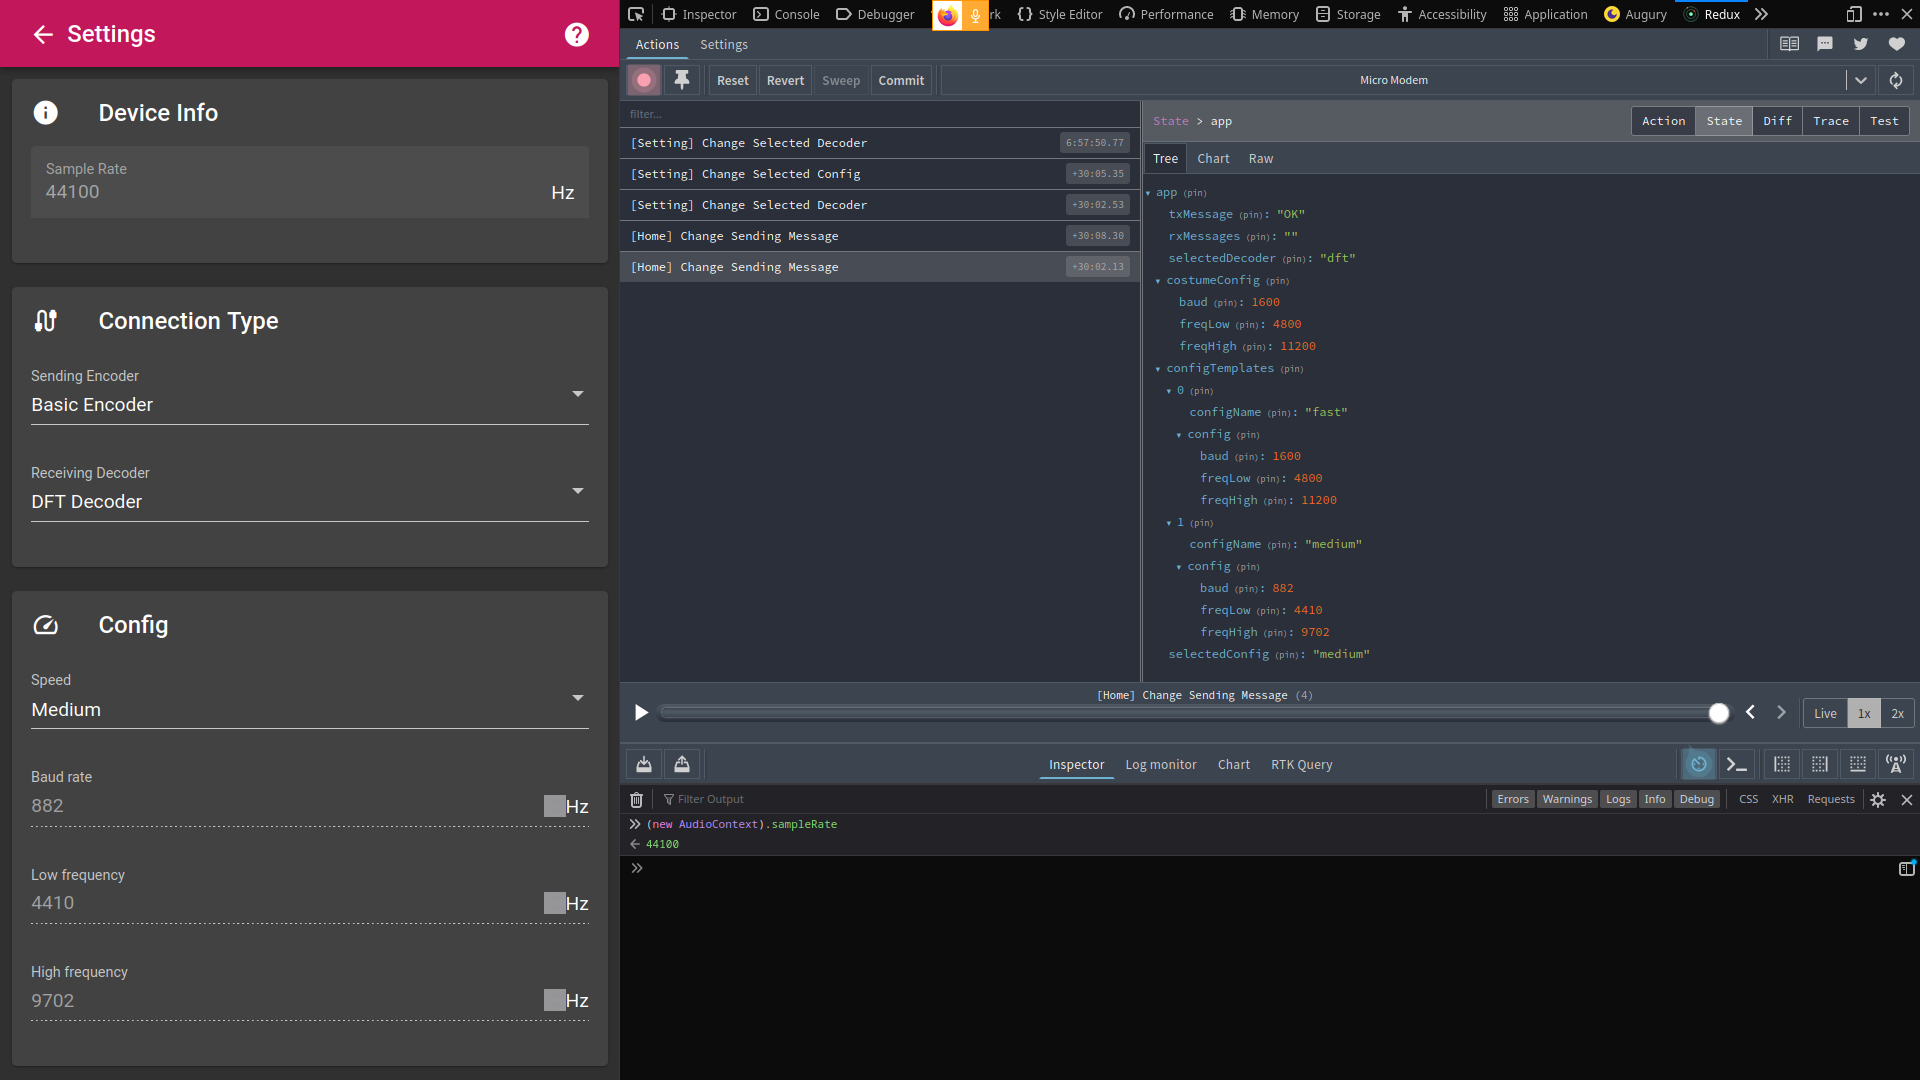 Settings
Device Info
Sample Rate
44100 Hz
Connection Type
Sending Encoder
Basic Encoder
Receiving Decoder
DFT Decoder
Config
Speed
Medium
Baud rate
882 Hz
Low frequency
4410 Hz
High frequency
9702 Hz
Inspector Console Debugger rk Style Editor Performance Memory Storage Accessibility Application Augury Redux
Actions Settings
Reset Revert Sweep Commit Micro Modem
filter...
[Setting] Change Selected Decoder 6:57:50.77
[Setting] Change Selected Config +30:05.35
[Setting] Change Selected Decoder +30:02.53
[Home] Change Sending Message +30:08.30
[Home] Change Sending Message +30:02.13
State > app Action State Diff Trace Test
Tree Chart Raw
app (pin)
txMessage (pin): "OK"
rxMessages (pin): ""
selectedDecoder (pin): "dft"
costumeConfig (pin)
baud (pin): 1600
freqLow (pin): 4800
freqHigh (pin): 11200
configTemplates (pin)
0 (pin)
configName (pin): "fast"
config (pin)
baud (pin): 1600
freqLow (pin): 4800
freqHigh (pin): 11200
1 (pin)
configName (pin): "medium"
config (pin)
baud (pin): 882
freqLow (pin): 4410
freqHigh (pin): 9702
selectedConfig (pin): "medium"
[Home] Change Sending Message (4)
Live 1x 2x
Inspector Log monitor Chart RTK Query
Filter Output Errors Warnings Logs Info Debug CSS XHR Requests
(new AudioContext).sampleRate
44100